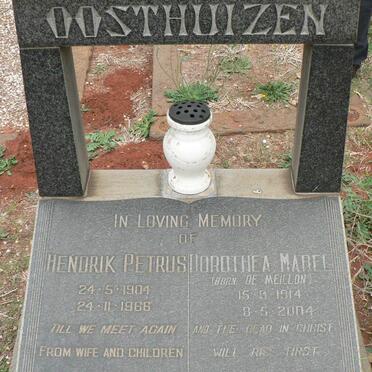 OOSTHUIZEN
IN LOVING MEMORY
OF
HENDRIK PETRUS
24-5-1904
24-11-1966
TILL WE MEET AGAIN
FROM WIFE AND CHILDREN
DOROTHEA MABEL
(BORN DE MEILLON)
1914
8-5-2004
AND THE DEAD IN CHRIST
WILL RISE FIRST